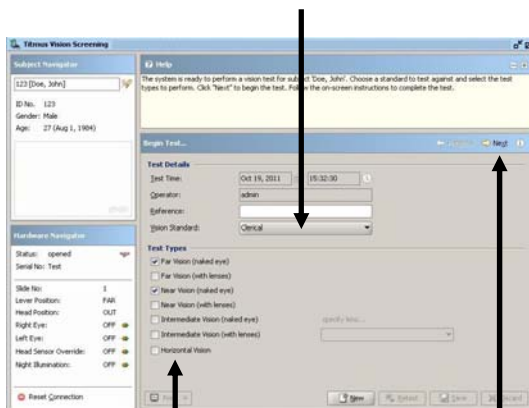 Titmus Vision Screening
Subject Navigator
123 [Doe, John]
ID No. 123
Gender: Male
Age: 27 (Aug 1, 1984)
Hardware Navigator
Status: opened
Serial No: Test
Slide No: 1
Lever Position: FAR
Head Position: OUT
Right Eye: OFF
Left Eye: OFF
Head Sensor Override: OFF
Night Illumination: OFF
Reset Connection
Help
The system is ready to perform a vision test for subject 'Doe, John'. Choose a standard to test against and select the test
types to perform. Click "Next" to begin the test. Follow the on-screen instructions to complete the test.
Begin Test...
Next
Test Details
Test Time: Oct 19, 2011 15:32:30
Operator: admin
Reference:
Vision Standard: Clerical
Test Types
Far Vision (naked eye)
Far Vision (with lenses)
Near Vision (naked eye)
Near Vision (with lenses)
Intermediate Vision (naked eye) specify lens...
Intermediate Vision (with lenses)
Horizontal Vision
New Retest Save Discard